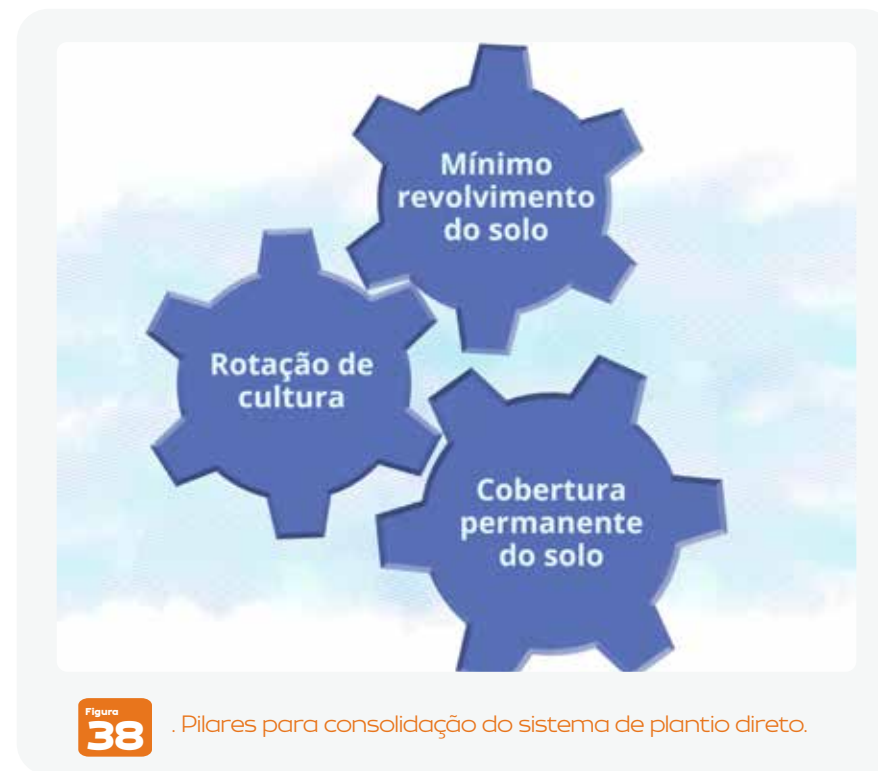 Mínimo
revolvimento
do solo
Rotação de
cultura
Cobertura
permanente
do solo
Figura
38
. Pilares para consolidação do sistema de plantio direto.